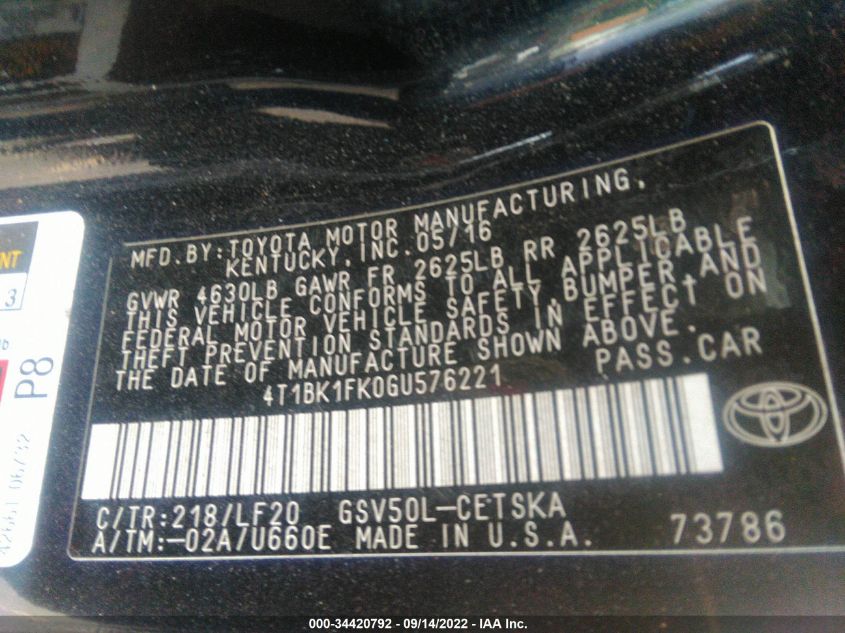 MFD.BY:TOYOTA MOTOR MANUFACTURING,
KENTUCKY, INC. 05/16
GVWR 4630LB GAWR FR 2625LB RR 2625LB
THIS VEHICLE CONFORMS TO ALL APPLICABLE
FEDERAL MOTOR VEHICLE SAFETY, BUMPER, AND
THEFT PREVENTION STANDARDS IN EFFECT ON
THE DATE OF MANUFACTURE SHOWN ABOVE.
4T1BK1FK0GU576221 PASS.CAR
C/TR:218/LF20 GSV50L-CETSKA
A/TM:-02A/U660E MADE IN U.S.A. 73786
3
P8
000-34420792 - 09/14/2022 - IAA Inc.